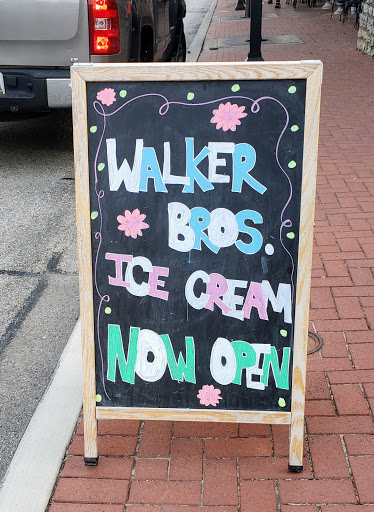 WALKER
BROS.
ICE CREAM
NOW OPEN